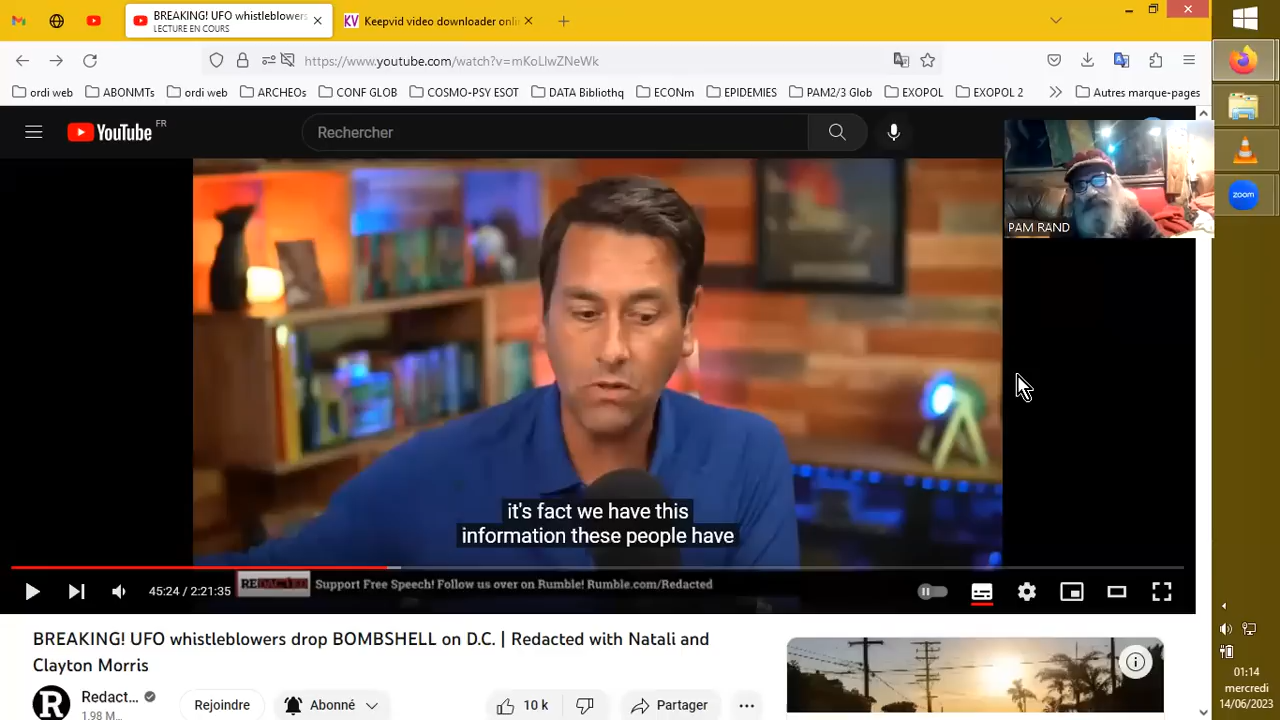 BREAKING! UFO whistleblowers
LECTURE EN COURS
KV Keepvid video downloader onli
https://www.youtube.com/watch?v=mKoLlwZNeWk
ordi web
ABONMTs
ordi web
ARCHEOs
CONF GLOB
COSMO-PSY ESOT
DATA Bibliothq
ECONm
EPIDEMIES
PAM2/3 Glob
EXOPOL
EXOPOL 2
Autres marque-pages
YouTube FR
Rechercher
PAM RAND
zoom
it's fact we have this
information these people have
45:24 / 2:21:35
REDACTED
Support Free Speech! Follow us over on Rumble! Rumble.com/Redacted
BREAKING! UFO whistleblowers drop BOMBSHELL on D.C. | Redacted with Natali and
Clayton Morris
R
Redact...
1.98 M...
Rejoindre
Abonné
10 k
Partager
01:14
mercredi
14/06/2023